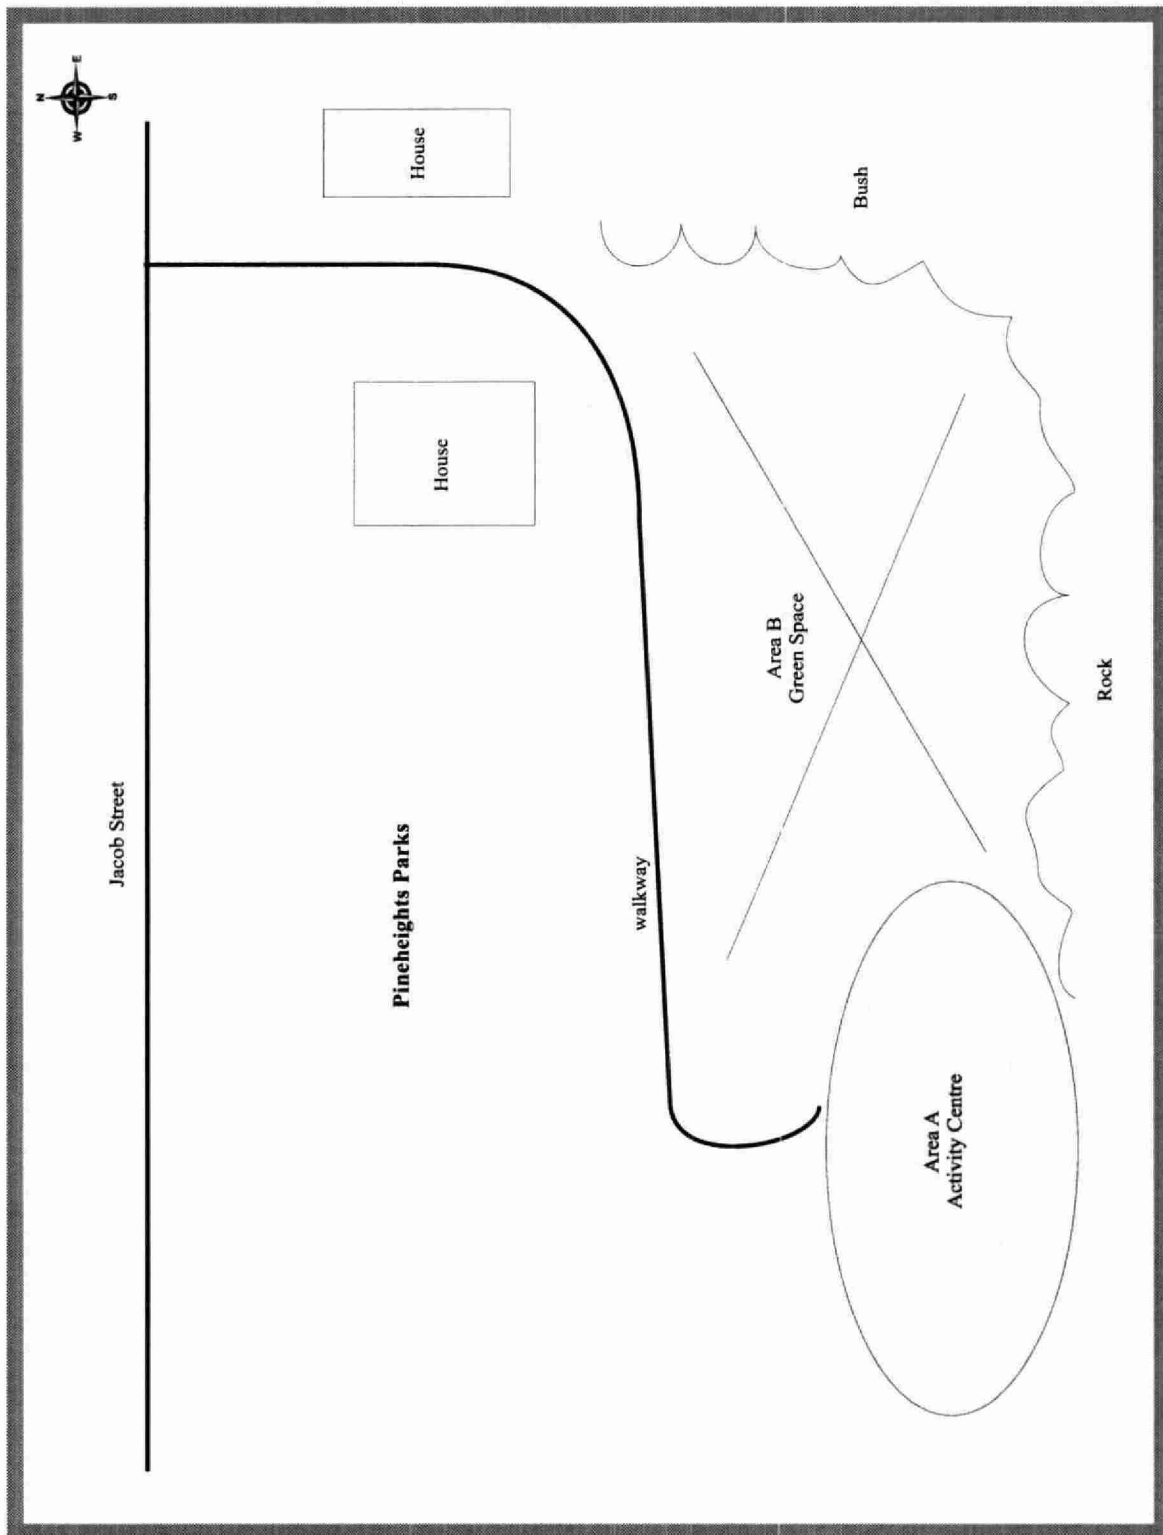 N
E
S
W
Jacob Street
House
House
Pineheights Parks
walkway
Bush
Area B
Green Space
Rock
Area A
Activity Centre